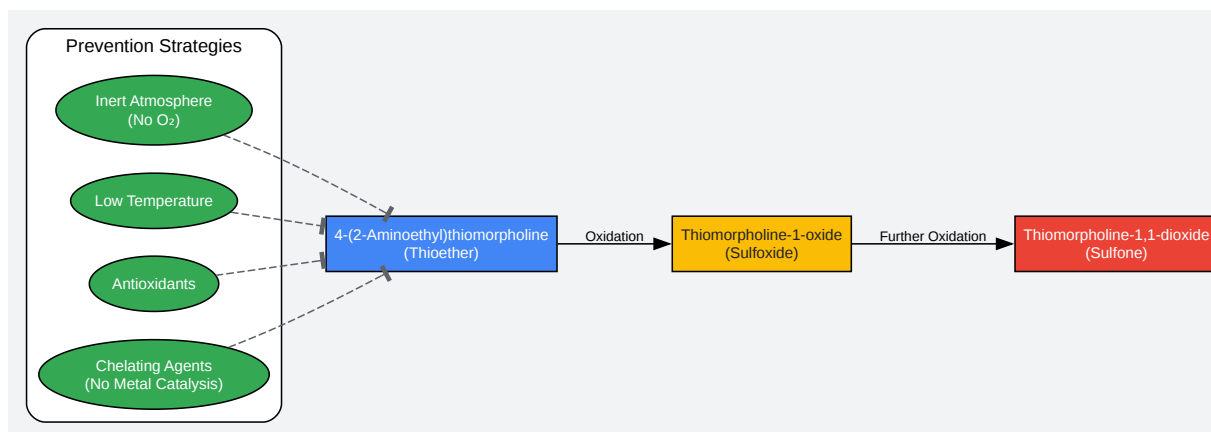 Prevention Strategies
Inert Atmosphere
(No O₂)
Low Temperature
Antioxidants
Chelating Agents
(No Metal Catalysis)
4-(2-Aminoethyl)thiomorpholine
(Thioether)
Oxidation
Thiomorpholine-1-oxide
(Sulfoxide)
Further Oxidation
Thiomorpholine-1,1-dioxide
(Sulfone)